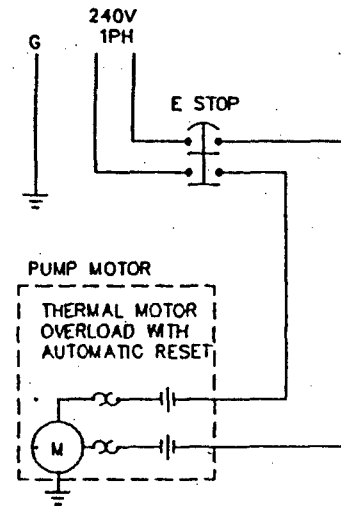 240V
1PH
G
E STOP
PUMP MOTOR
THERMAL MOTOR
OVERLOAD WITH
AUTOMATIC RESET
M